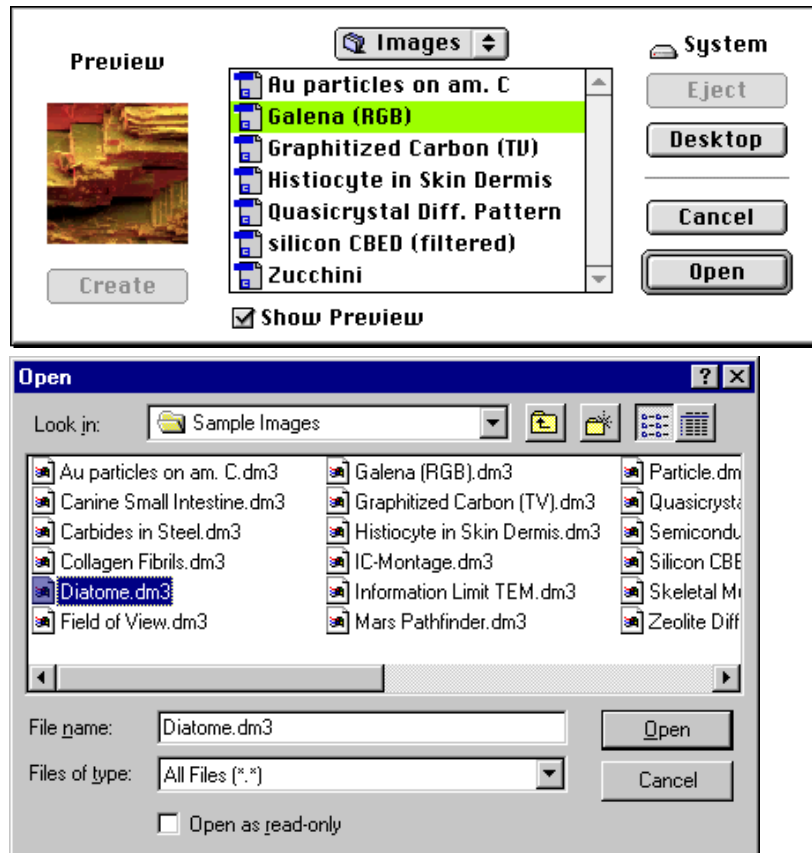 Preview
Images
System
Au particles on am. C
Galena (RGB)
Graphitized Carbon (TV)
Histiocyte in Skin Dermis
Quasicrystal Diff. Pattern
silicon CBED (filtered)
Zucchini
Eject
Desktop
Cancel
Open
Create
Show Preview
Open
Look in: Sample Images
Au particles on am. C.dm3 Galena (RGB).dm3 Particle.dm
Canine Small Intestine.dm3 Graphitized Carbon (TV).dm3 Quasicryst
Carbides in Steel.dm3 Histiocyte in Skin Dermis.dm3 Semicondu
Collagen Fibrils.dm3 IC-Montage.dm3 Silicon CBE
Diatome.dm3 Information Limit TEM.dm3 Skeletal M
Field of View.dm3 Mars Pathfinder.dm3 Zeolite Diff
File name: Diatome.dm3 Open
Files of type: All Files (*.*) Cancel
Open as read-only